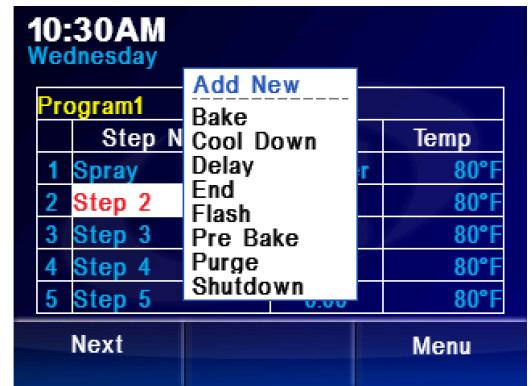 10:30AM
Wednesday
Add New
Bake
Cool Down
Delay
End
Flash
Pre Bake
Purge
Shutdown
Program1
Step N Temp
1 Spray r 80°F
2 Step 2 80°F
3 Step 3 80°F
4 Step 4 80°F
5 Step 5 0.00 80°F
Next Menu